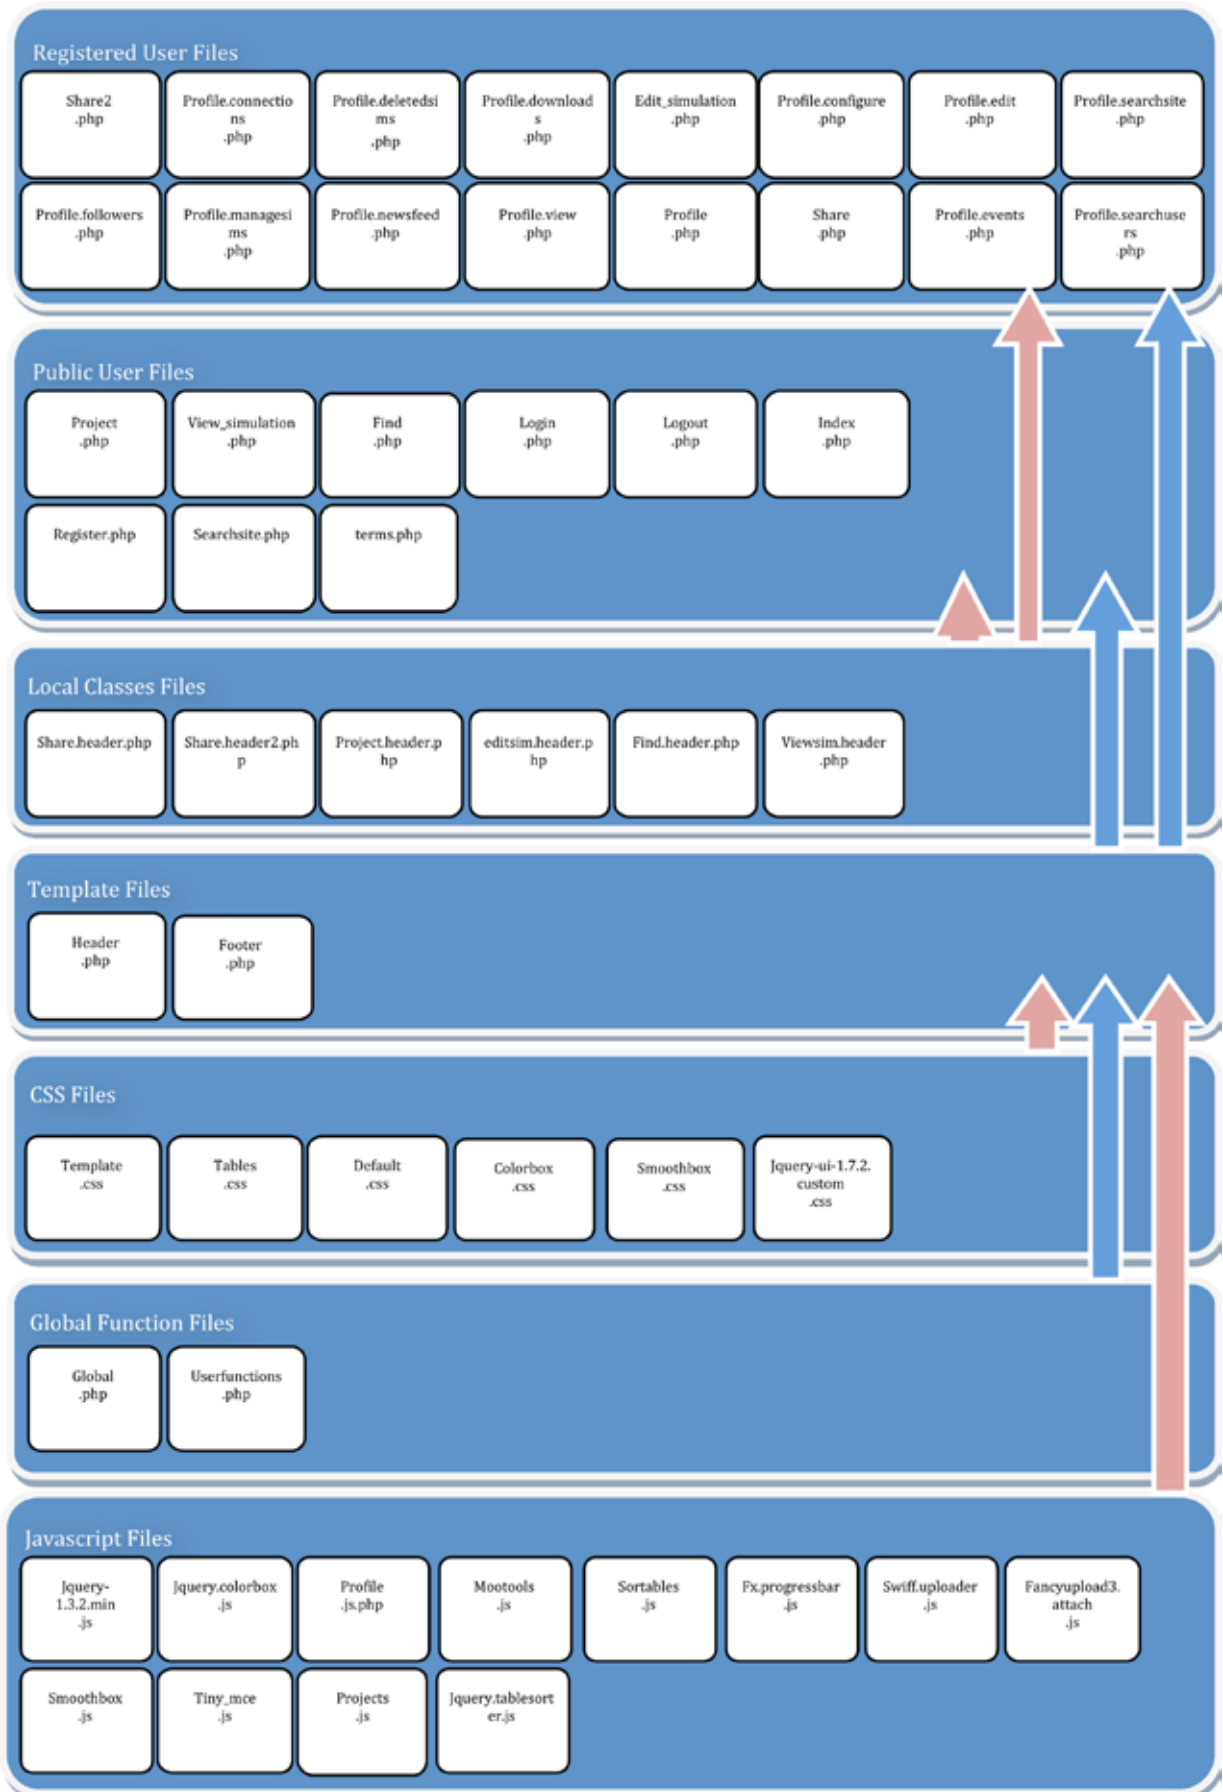 Registered User Files
Share2
.php
Profile.connectio
ns
.php
Profile.deletedsi
ms
.php
Profile.download
s
.php
Edit_simulation
.php
Profile.configure
.php
Profile.edit
.php
Profile.searchsite
.php
Profile.followers
.php
Profile.managesi
ms
.php
Profile.newsfeed
.php
Profile.view
.php
Profile
.php
Share
.php
Profile.events
.php
Profile.searchuse
rs
.php
Public User Files
Project
.php
View_simulation
.php
Find
.php
Login
.php
Logout
.php
Index
.php
Register.php
Searchsite.php
terms.php
Local Classes Files
Share.header.php
Share.header2.ph
p
Project.header.p
hp
editsim.header.p
hp
Find.header.php
Viewsim.header
.php
Template Files
Header
.php
Footer
.php
CSS Files
Template
.css
Tables
.css
Default
.css
Colorbox
.css
Smoothbox
.css
Jquery-ui-1.7.2.
custom
.css
Global Function Files
Global
.php
Userfunctions
.php
Javascript Files
Jquery-
1.3.2.min
.js
Jquery.colorbox
.js
Profile
.js.php
Mootools
.js
Sortables
.js
Fx.progressbar
.js
Swiff.uploader
.js
Fancyupload3.
attach
.js
Smoothbox
.js
Tiny_mce
.js
Projects
.js
Jquery.tablesort
er.js